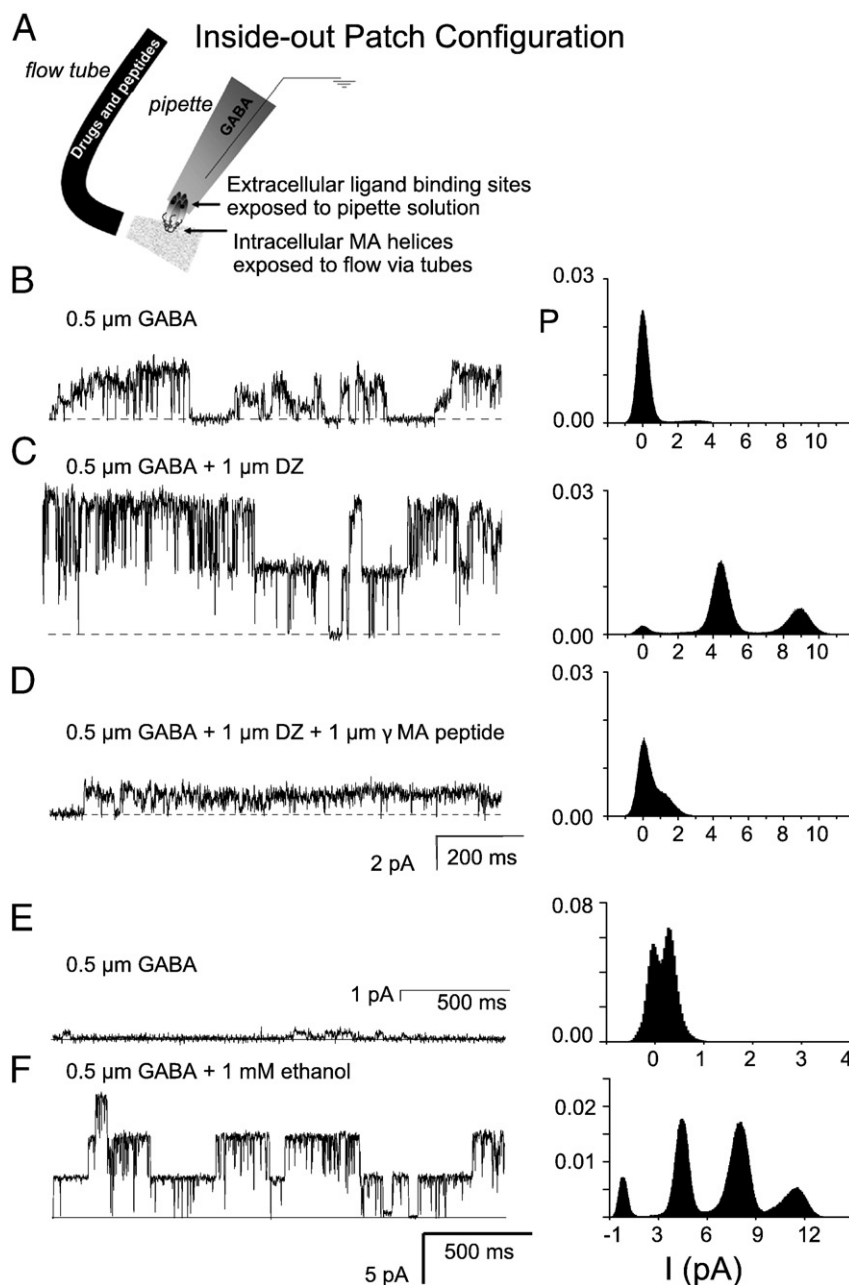 A
Inside-out Patch Configuration
flow tube
Drugs and peptides
pipette
GABA
Extracellular ligand binding sites
exposed to pipette solution
Intracellular MA helices
exposed to flow via tubes
B
0.5 µm GABA
P
0.03
0.00
0 2 4 6 8 10
C
0.5 µm GABA + 1 µm DZ
0.03
0.00
0 2 4 6 8 10
D
0.5 µm GABA + 1 µm DZ + 1 µm γ MA peptide
2 pA
200 ms
0.03
0.00
0 2 4 6 8 10
E
0.5 µm GABA
1 pA
500 ms
0.08
0.00
0 1 2 3 4
F
0.5 µm GABA + 1 mM ethanol
5 pA
500 ms
0.02
0.01
-1 3 6 9 12
I (pA)